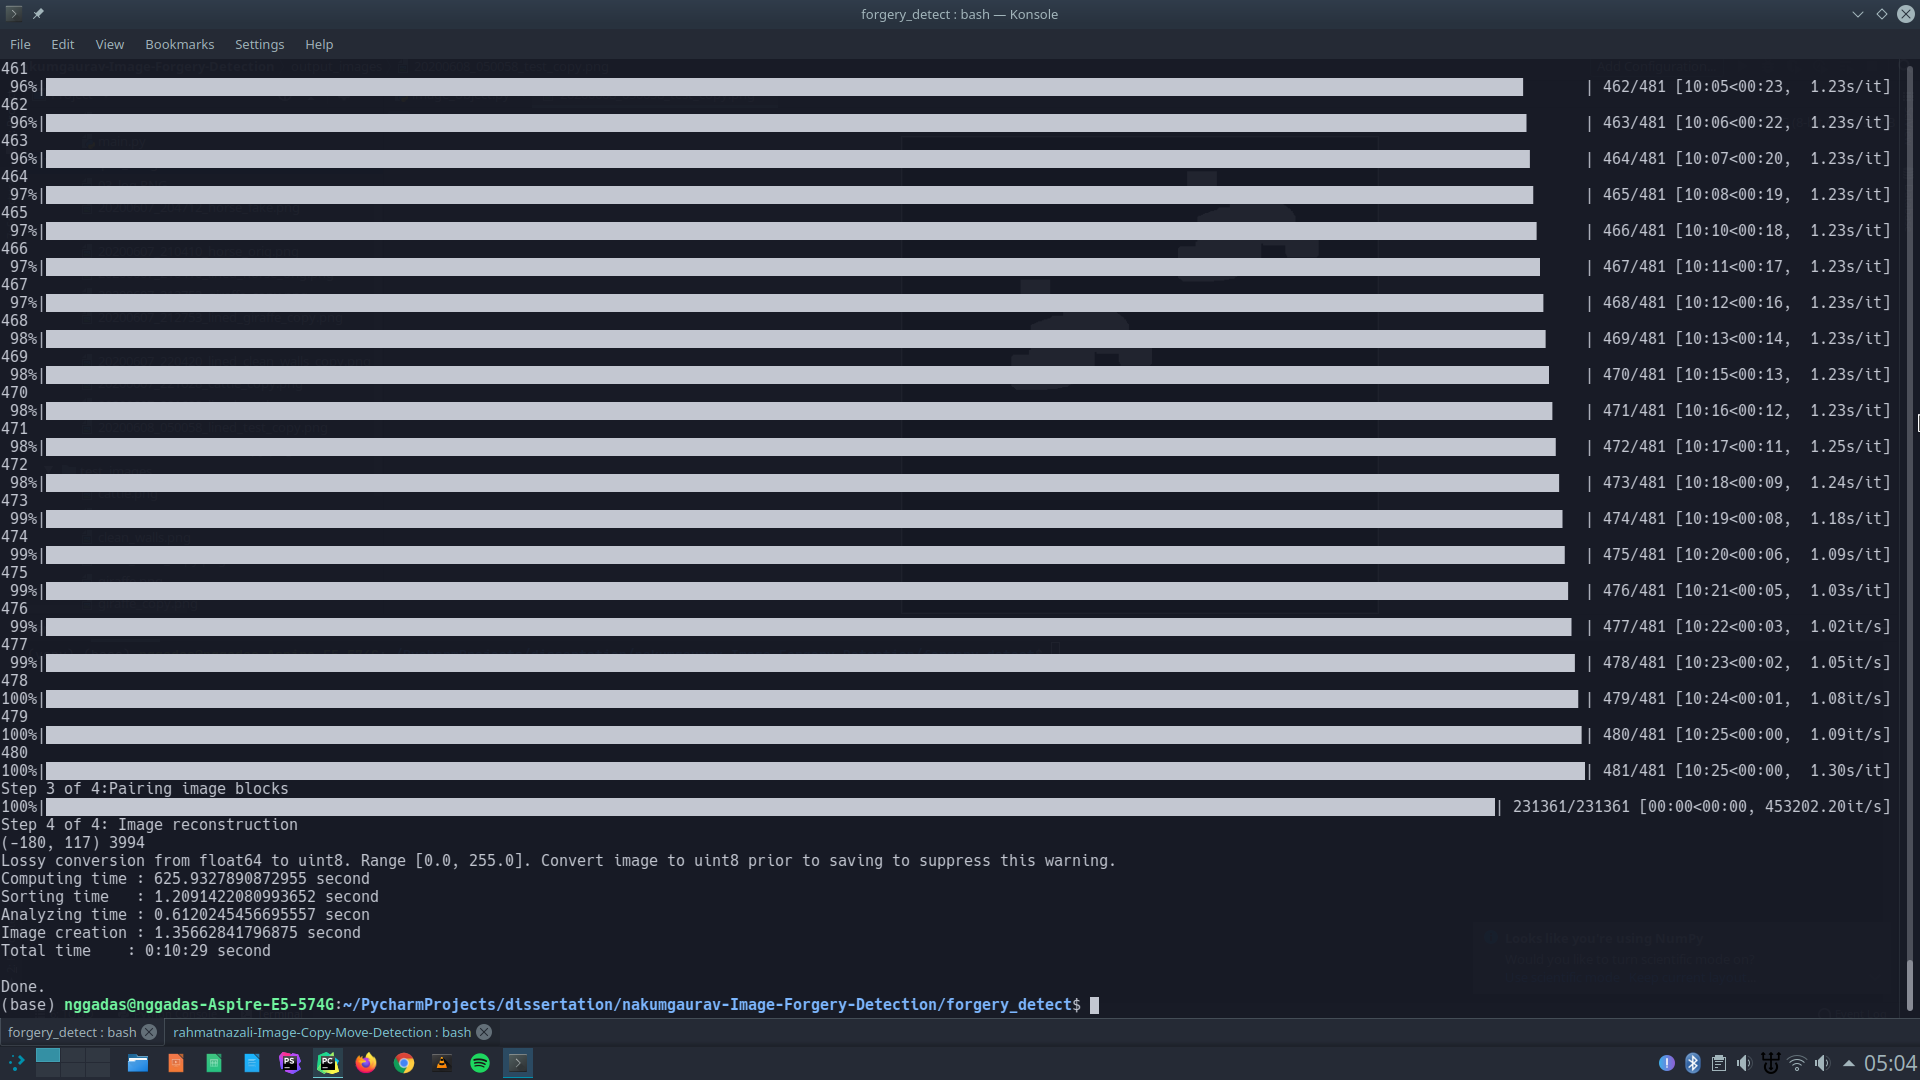 forgery_detect : bash — Konsole
File Edit View Bookmarks Settings Help
461
96%| | 462/481 [10:05<00:23, 1.23s/it]
462
96%| | 463/481 [10:06<00:22, 1.23s/it]
463
96%| | 464/481 [10:07<00:20, 1.23s/it]
464
97%| | 465/481 [10:08<00:19, 1.23s/it]
465
97%| | 466/481 [10:10<00:18, 1.23s/it]
466
97%| | 467/481 [10:11<00:17, 1.23s/it]
467
97%| | 468/481 [10:12<00:16, 1.23s/it]
468
98%| | 469/481 [10:13<00:14, 1.23s/it]
469
98%| | 470/481 [10:15<00:13, 1.23s/it]
470
98%| | 471/481 [10:16<00:12, 1.23s/it]
471
98%| | 472/481 [10:17<00:11, 1.25s/it]
472
98%| | 473/481 [10:18<00:09, 1.24s/it]
473
99%| | 474/481 [10:19<00:08, 1.18s/it]
474
99%| | 475/481 [10:20<00:06, 1.09s/it]
475
99%| | 476/481 [10:21<00:05, 1.03s/it]
476
99%| | 477/481 [10:22<00:03, 1.02it/s]
477
99%| | 478/481 [10:23<00:02, 1.05it/s]
478
100%| | 479/481 [10:24<00:01, 1.08it/s]
479
100%| | 480/481 [10:25<00:00, 1.09it/s]
480
100%| | 481/481 [10:25<00:00, 1.30s/it]
Step 3 of 4:Pairing image blocks
100%| | 231361/231361 [00:00<00:00, 453202.20it/s]
Step 4 of 4: Image reconstruction
(-180, 117) 3994
Lossy conversion from float64 to uint8. Range [0.0, 255.0]. Convert image to uint8 prior to saving to suppress this warning.
Computing time : 625.9327890872955 second
Sorting time : 1.2091422080993652 second
Analyzing time : 0.6120245456695557 secon
Image creation : 1.35662841796875 second
Total time : 0:10:29 second
Done.
(base) nggadas@nggadas-Aspire-E5-574G:~/PycharmProjects/dissertation/nakumgaurav-Image-Forgery-Detection/forgery_detect$
forgery_detect : bash rahmatnazali-Image-Copy-Move-Detection : bash
PS PC 05:04